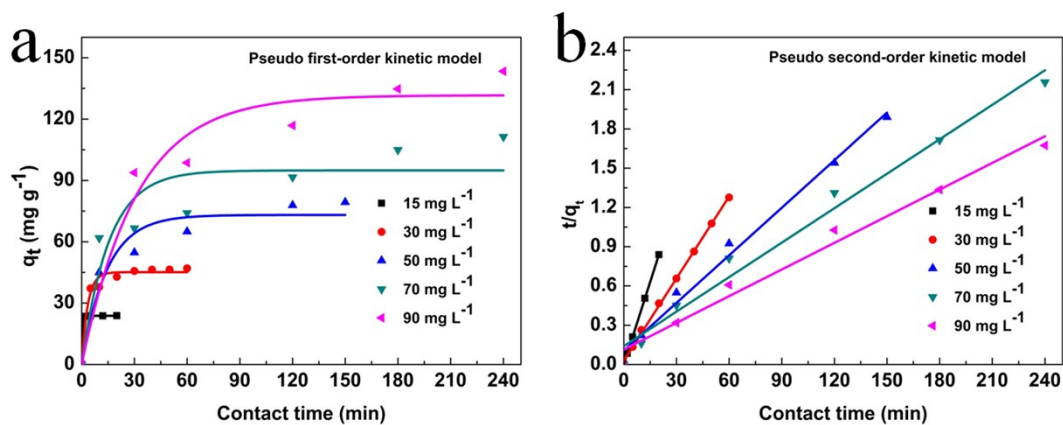 a
Pseudo first-order kinetic model
150
120
90
60
30
0
qt (mg g-1)
15 mg L-1
30 mg L-1
50 mg L-1
70 mg L-1
90 mg L-1
0 30 60 90 120 150 180 210 240
Contact time (min)
b
Pseudo second-order kinetic model
2.4
2.1
1.8
1.5
1.2
0.9
0.6
0.3
0.0
t/qt
15 mg L-1
30 mg L-1
50 mg L-1
70 mg L-1
90 mg L-1
0 30 60 90 120 150 180 210 240
Contact time (min)